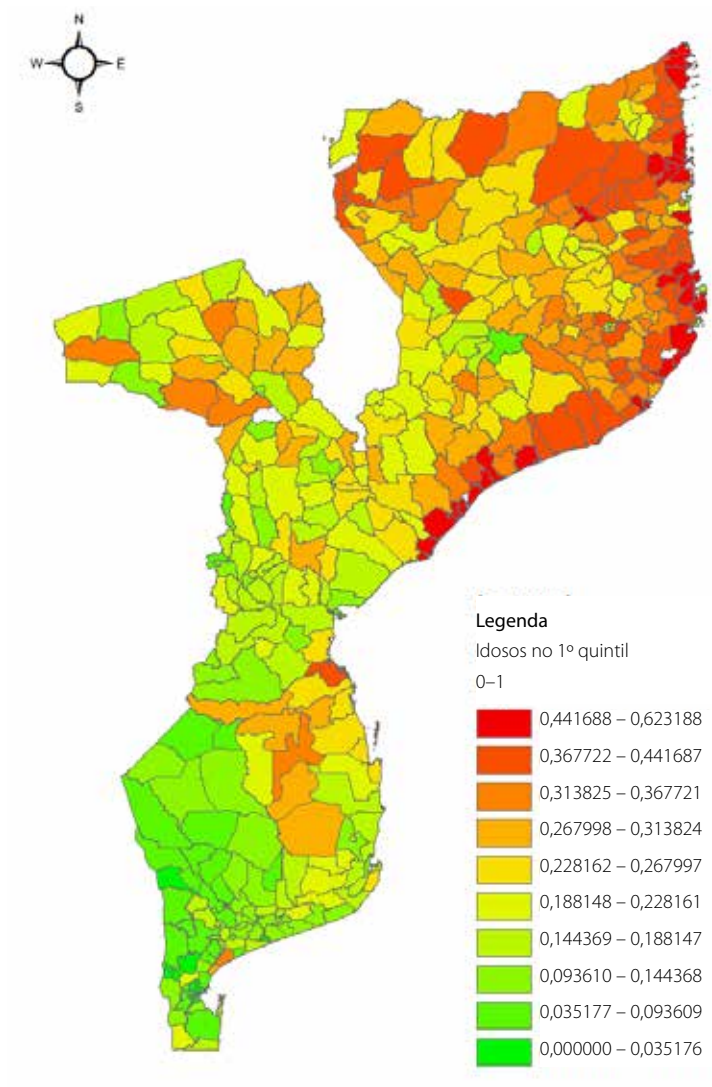 N
W E
S
Legenda
Idosos no 1º quintil
0–1
0,441688 – 0,623188
0,367722 – 0,441687
0,313825 – 0,367721
0,267998 – 0,313824
0,228162 – 0,267997
0,188148 – 0,228161
0,144369 – 0,188147
0,093610 – 0,144368
0,035177 – 0,093609
0,000000 – 0,035176